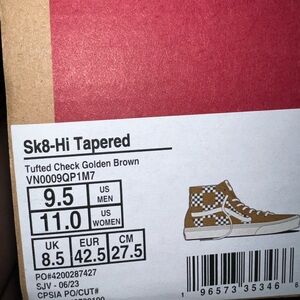 Sk8-Hi Tapered
Tufted Check Golden Brown
VN0009QP1M7
9.5 US MEN
11.0 US WOMEN
UK 8.5 EUR 42.5 CM 27.5
PO#4200287427
SJV - 06/23
CPSIA PO/CUT#
1 96573 35346